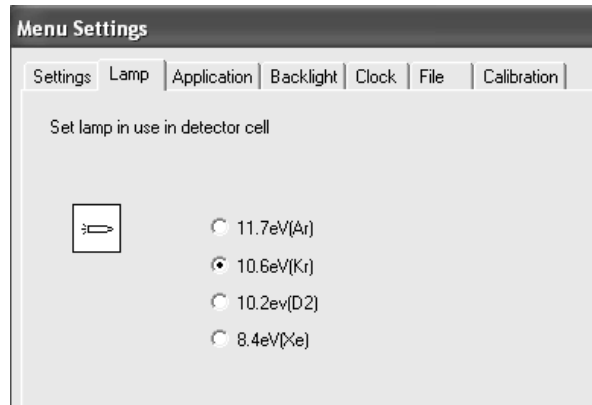 Menu Settings
Settings Lamp Application Backlight Clock File Calibration
Set lamp in use in detector cell
11.7eV(Ar)
10.6eV(Kr)
10.2ev(D2)
8.4eV(Xe)